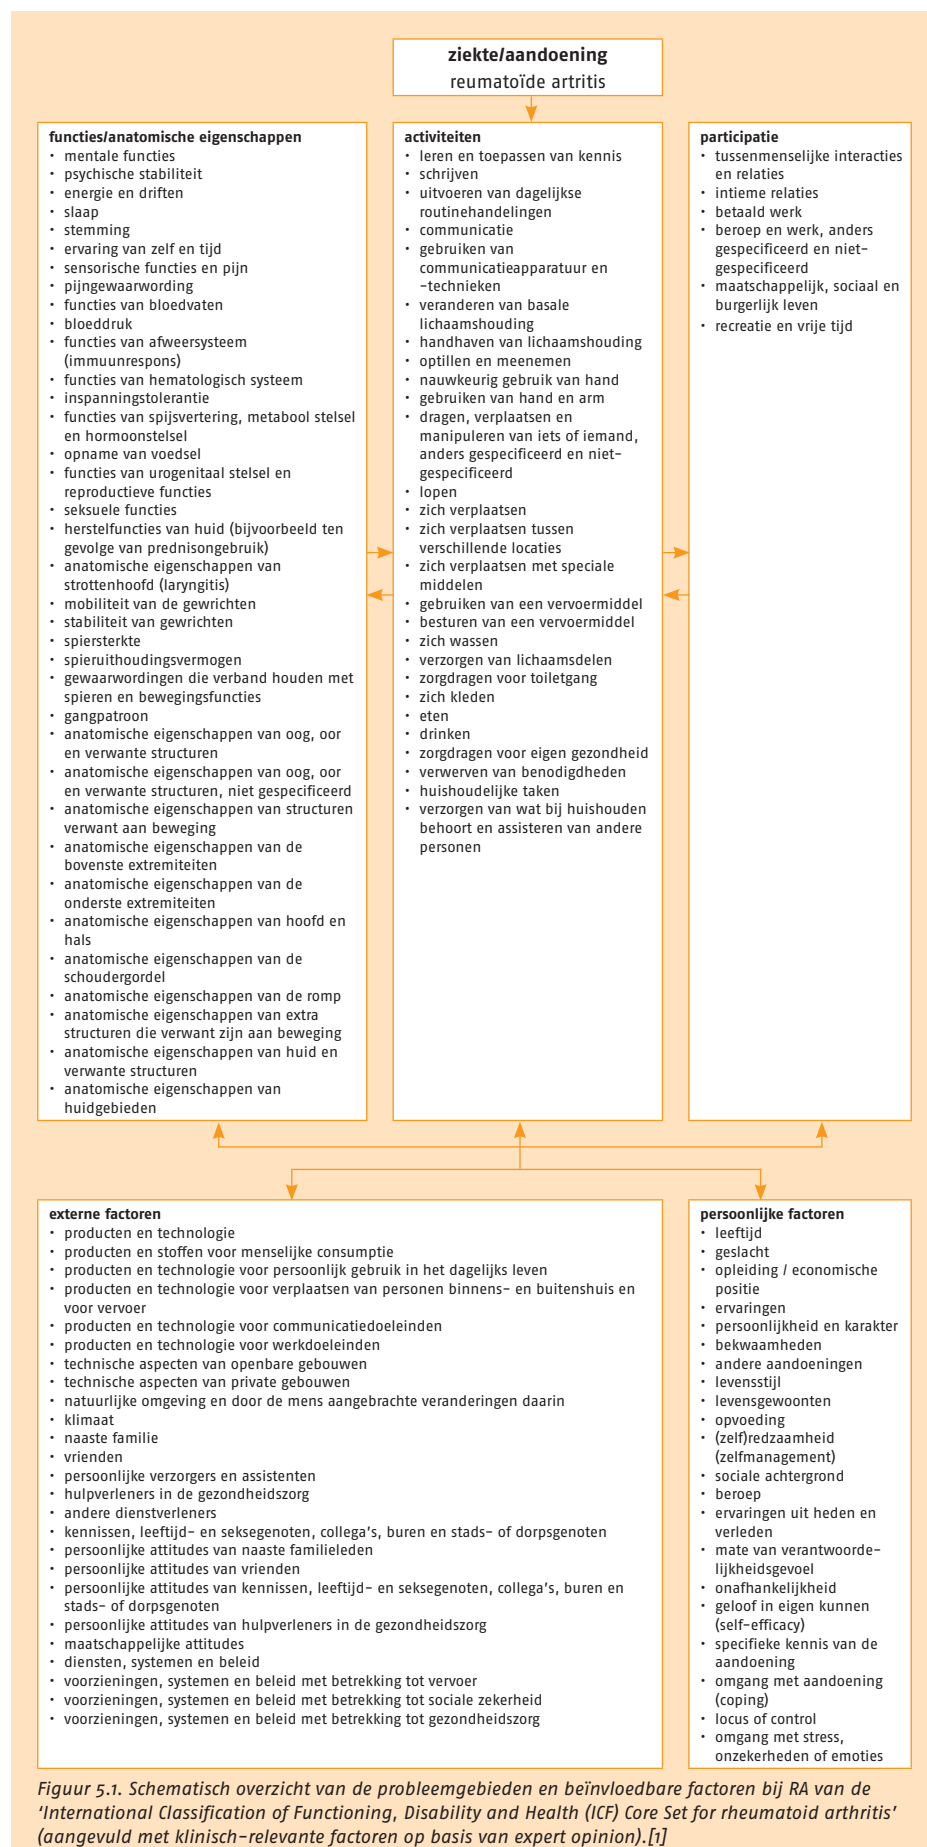 ziekte/aandoening
reumatoïde artritis
functies/anatomische eigenschappen
• mentale functies
• psychische stabiliteit
• energie en driften
• slaap
• stemming
• ervaring van zelf en tijd
• sensorische functies en pijn
• pijngewaarwording
• functies van bloedvaten
• bloeddruk
• functies van afweersysteem
(immuunrespons)
• functies van hematologisch systeem
• inspanningstolerantie
• functies van spijsvertering, metabool stelsel
en hormoonstelsel
• opname van voedsel
• functies van urogenitaal stelsel en
reproductieve functies
• seksuele functies
• herstelfuncties van huid (bijvoorbeeld ten
gevolge van prednisongebruik)
• anatomische eigenschappen van
strottenhoofd (laryngitis)
• mobiliteit van de gewrichten
• stabiliteit van gewrichten
• spiersterkte
• spieruithoudingsvermogen
• gewaarwordingen die verband houden met
spieren en bewegingsfuncties
• gangpatroon
• anatomische eigenschappen van oog, oor
en verwante structuren
• anatomische eigenschappen van oog, oor
en verwante structuren, niet gespecificeerd
• anatomische eigenschappen van structuren
verwant aan beweging
• anatomische eigenschappen van de
bovenste extremiteiten
• anatomische eigenschappen van de
onderste extremiteiten
• anatomische eigenschappen van hoofd en
hals
• anatomische eigenschappen van de
schoudergordel
• anatomische eigenschappen van de romp
• anatomische eigenschappen van extra
structuren die verwant zijn aan beweging
• anatomische eigenschappen van huid en
verwante structuren
• anatomische eigenschappen van
huidgebieden
activiteiten
• leren en toepassen van kennis
• schrijven
• uitvoeren van dagelijkse
routinehandelingen
• communicatie
• gebruiken van
communicatieapparatuur en
-technieken
• veranderen van basale
lichaamshouding
• handhaven van lichaamshouding
• optillen en meenemen
• nauwkeurig gebruik van hand
• gebruiken van hand en arm
• dragen, verplaatsen en
manipuleren van iets of iemand,
anders gespecificeerd en niet-
gespecificeerd
• lopen
• zich verplaatsen
• zich verplaatsen tussen
verschillende locaties
• zich verplaatsen met speciale
middelen
• gebruiken van een vervoermiddel
• besturen van een vervoermiddel
• zich wassen
• verzorgen van lichaamsdelen
• zorgdragen voor toiletgang
• zich kleden
• eten
• drinken
• zorgdragen voor eigen gezondheid
• verwerven van benodigdheden
• huishoudelijke taken
• verzorgen van wat bij huishouden
behoort en assisteren van andere
personen
participatie
• tussenmenselijke interacties
en relaties
• intieme relaties
• betaald werk
• beroep en werk, anders
gespecificeerd en niet-
gespecificeerd
• maatschappelijk, sociaal en
burgerlijk leven
• recreatie en vrije tijd
externe factoren
• producten en technologie
• producten en stoffen voor menselijke consumptie
• producten en technologie voor persoonlijk gebruik in het dagelijks leven
• producten en technologie voor verplaatsen van personen binnens- en buitenshuis en
voor vervoer
• producten en technologie voor communicatiedoeleinden
• producten en technologie voor werkdoeleinden
• technische aspecten van openbare gebouwen
• technische aspecten van private gebouwen
• natuurlijke omgeving en door de mens aangebrachte veranderingen daarin
• klimaat
• naaste familie
• vrienden
• persoonlijke verzorgers en assistenten
• hulpverleners in de gezondheidszorg
• andere dienstverleners
• kennissen, leeftijd- en seksegenoten, collega's, buren en stads- of dorpsgenoten
• persoonlijke attitudes van naaste familieleden
• persoonlijke attitudes van vrienden
• persoonlijke attitudes van kennissen, leeftijd- en seksegenoten, collega's, buren en
stads- of dorpsgenoten
• persoonlijke attitudes van hulpverleners in de gezondheidszorg
• maatschappelijke attitudes
• diensten, systemen en beleid
• voorzieningen, systemen en beleid met betrekking tot vervoer
• voorzieningen, systemen en beleid met betrekking tot sociale zekerheid
• voorzieningen, systemen en beleid met betrekking tot gezondheidszorg
persoonlijke factoren
• leeftijd
• geslacht
• opleiding / economische
positie
• ervaringen
• persoonlijkheid en karakter
• bekwaamheden
• andere aandoeningen
• levensstijl
• levensgewoonten
• opvoeding
• (zelf)redzaamheid
(zelfmanagement)
• sociale achtergrond
• beroep
• ervaringen uit heden en
verleden
• mate van verantwoorde-
lijkheidsgevoel
• onafhankelijkheid
• geloof in eigen kunnen
(self-efficacy)
• specifieke kennis van de
aandoening
• omgang met aandoening
(coping)
• locus of control
• omgang met stress,
onzekerheden of emoties
Figuur 5.1. Schematisch overzicht van de probleemgebieden en beïnvloedbare factoren bij RA van de
‘International Classification of Functioning, Disability and Health (ICF) Core Set for rheumatoid arthritis’
(aangevuld met klinisch-relevante factoren op basis van expert opinion).[1]